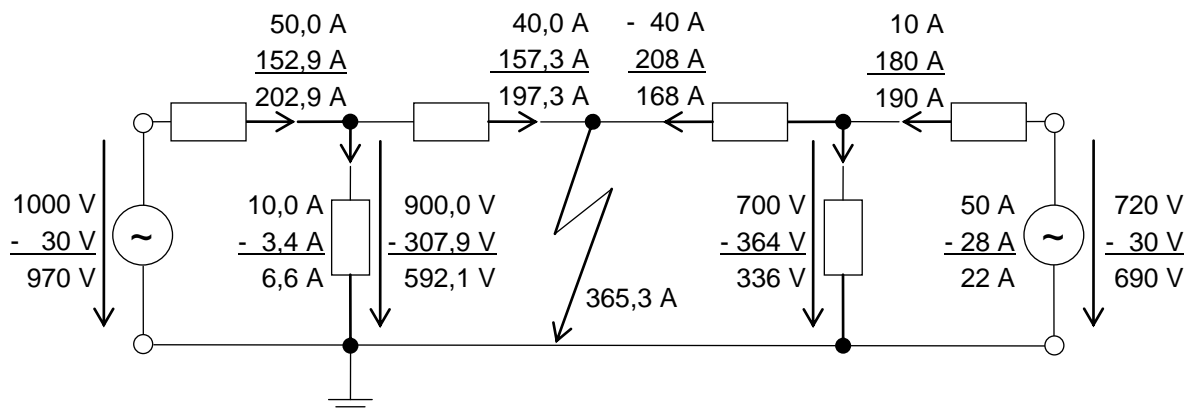 50,0 A
152,9 A
202,9 A
40,0 A
157,3 A
197,3 A
- 40 A
208 A
168 A
10 A
180 A
190 A
1000 V
- 30 V
970 V
~
10,0 A
- 3,4 A
6,6 A
900,0 V
- 307,9 V
592,1 V
365,3 A
700 V
- 364 V
336 V
50 A
- 28 A
22 A
~
720 V
- 30 V
690 V